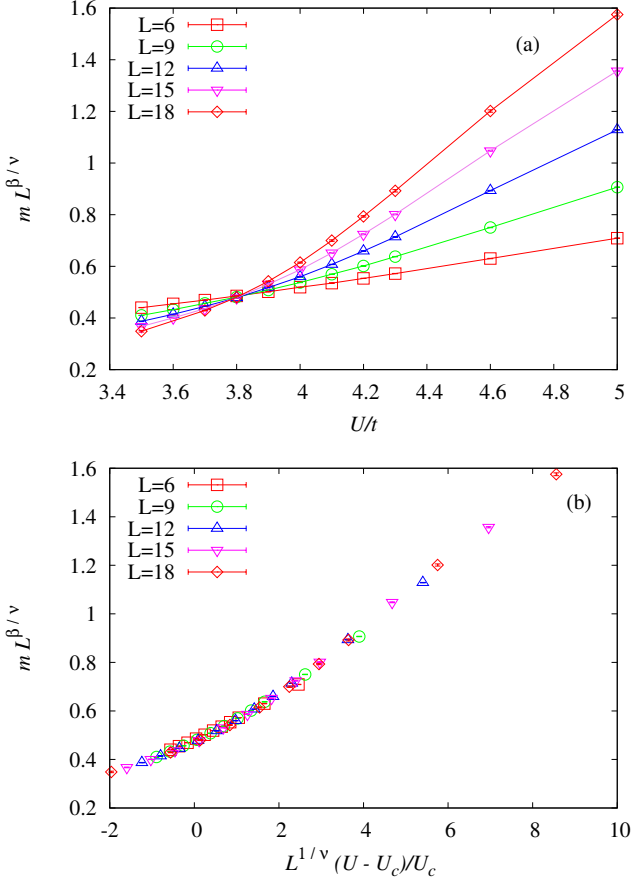 1.6
1.4
1.2
1
0.8
0.6
0.4
0.2
m L^{β/ν}
L=6
L=9
L=12
L=15
L=18
(a)
3.4 3.6 3.8 4 4.2 4.4 4.6 4.8 5
U/t
1.6
1.4
1.2
1
0.8
0.6
0.4
0.2
m L^{β/ν}
L=6
L=9
L=12
L=15
L=18
(b)
-2 0 2 4 6 8 10
L^{1/ν} (U - U_c)/U_c